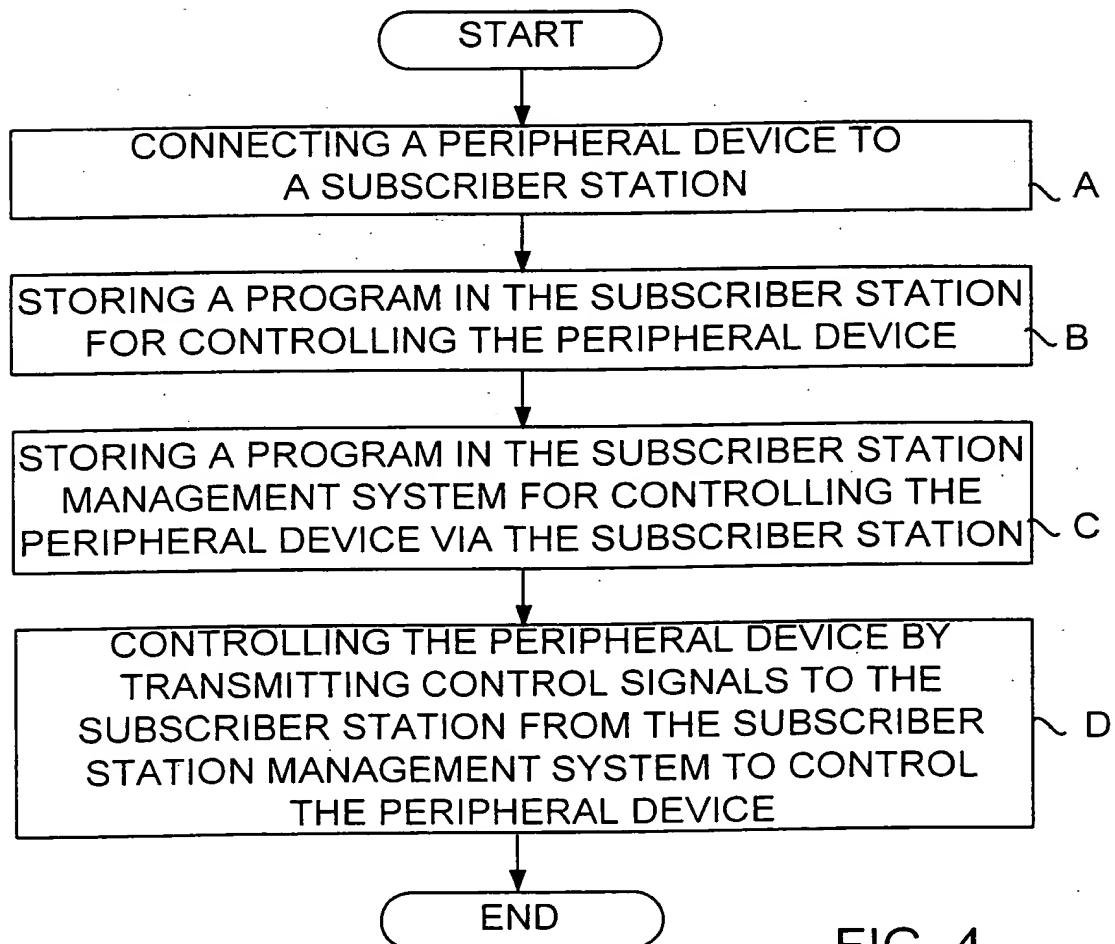 START
CONNECTING A PERIPHERAL DEVICE TO
A SUBSCRIBER STATION
A
STORING A PROGRAM IN THE SUBSCRIBER STATION
FOR CONTROLLING THE PERIPHERAL DEVICE
B
STORING A PROGRAM IN THE SUBSCRIBER STATION
MANAGEMENT SYSTEM FOR CONTROLLING THE
PERIPHERAL DEVICE VIA THE SUBSCRIBER STATION
C
CONTROLLING THE PERIPHERAL DEVICE BY
TRANSMITTING CONTROL SIGNALS TO THE
SUBSCRIBER STATION FROM THE SUBSCRIBER
STATION MANAGEMENT SYSTEM TO CONTROL
THE PERIPHERAL DEVICE
D
END
FIG. 4